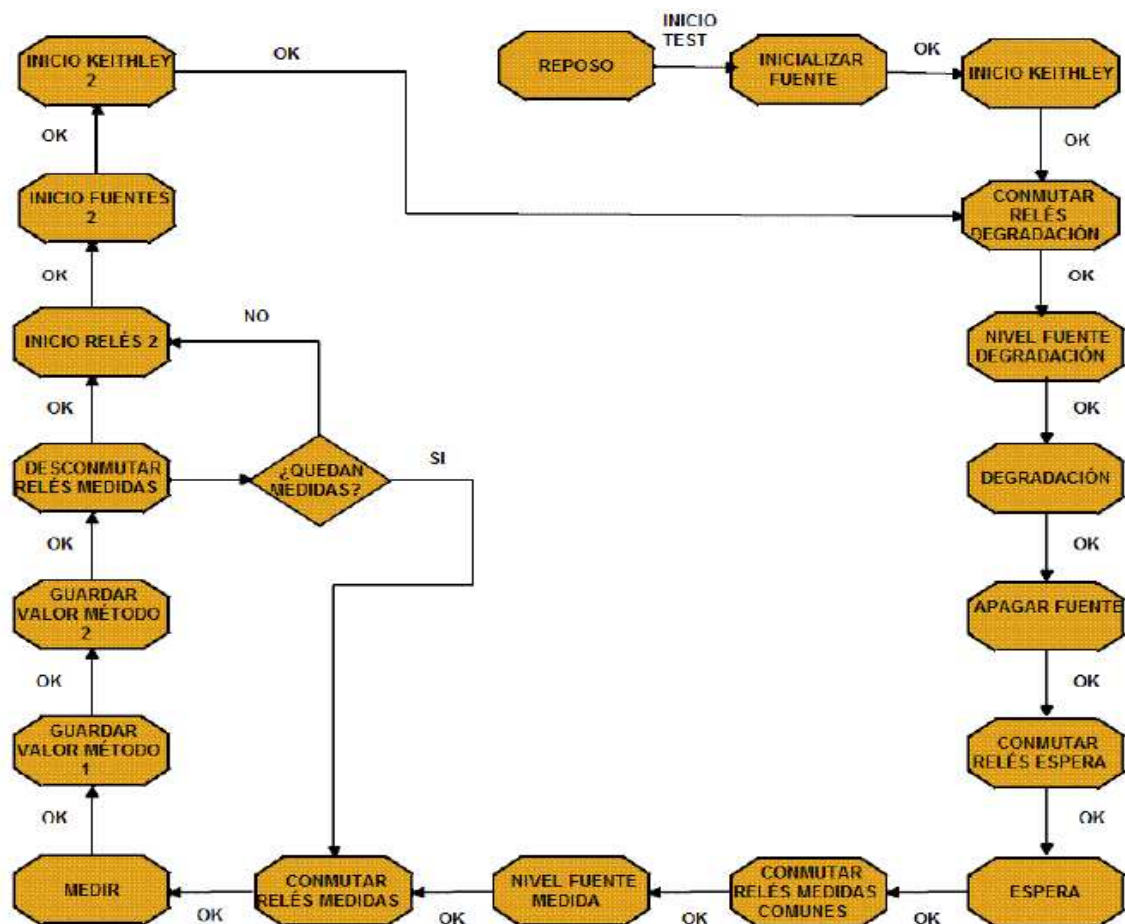 INICIO KEITHLEY
2
OK
REPOSO
INICIO
TEST
INICIALIZAR
FUENTE
OK
INICIO KEITHLEY
OK
OK
INICIO FUENTES
2
CONMUTAR
RELÉS
DEGRADACIÓN
OK
OK
INICIO RELÉS 2
NO
NIVEL FUENTE
DEGRADACIÓN
OK
OK
DESCONMUTAR
RELÉS MEDIDAS
¿QUEDAN
MEDIDAS?
SI
DEGRADACIÓN
OK
OK
GUARDAR
VALOR MÉTODO
2
APAGAR FUENTE
OK
OK
GUARDAR
VALOR MÉTODO
1
CONMUTAR
RELÉS ESPERA
OK
OK
MEDIR
OK
CONMUTAR
RELÉS MEDIDAS
OK
NIVEL FUENTE
MEDIDA
OK
CONMUTAR
RELÉS MEDIDAS
COMUNES
OK
ESPERA